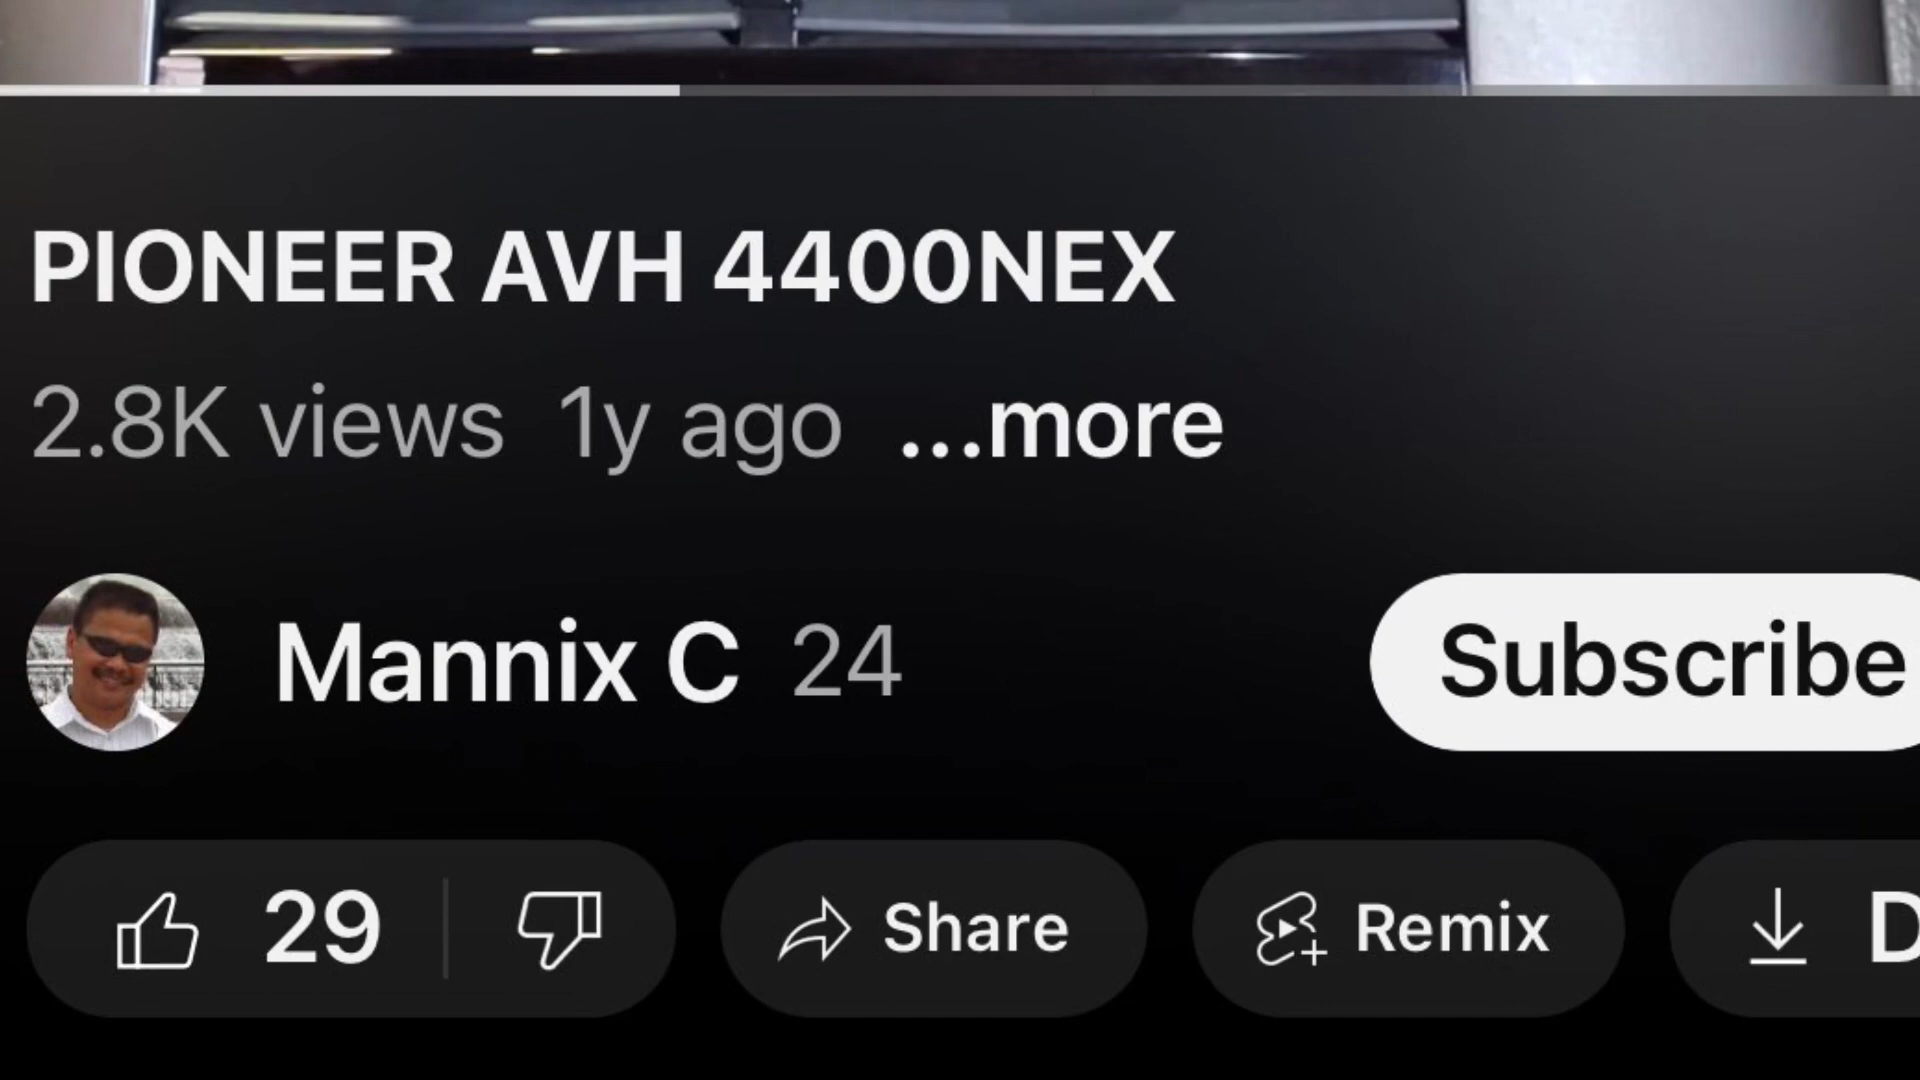 PIONEER AVH 4400NEX
2.8K views 1y ago ...more
Mannix C 24
Subscribe
29 Share Remix D